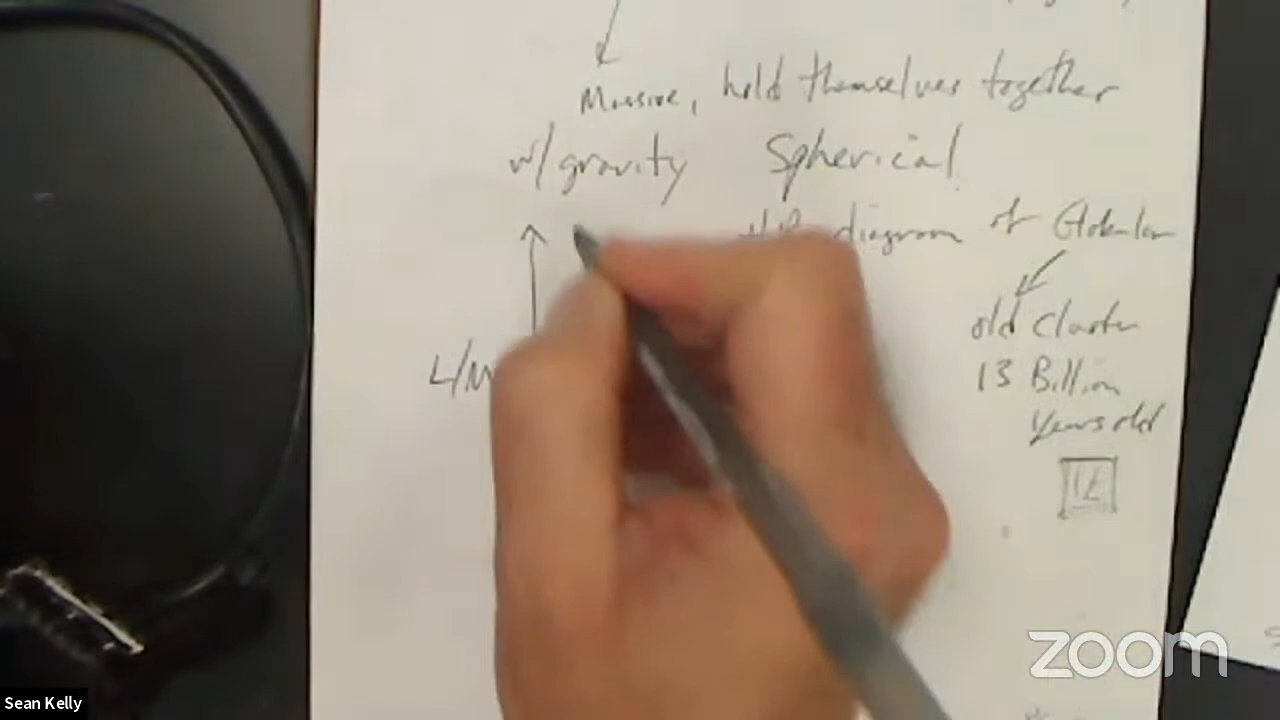 Massive, hold themselves together
w/ gravity Spherical
diagram of Globular
old cluster
13 Billion
years old
zoom
Sean Kelly